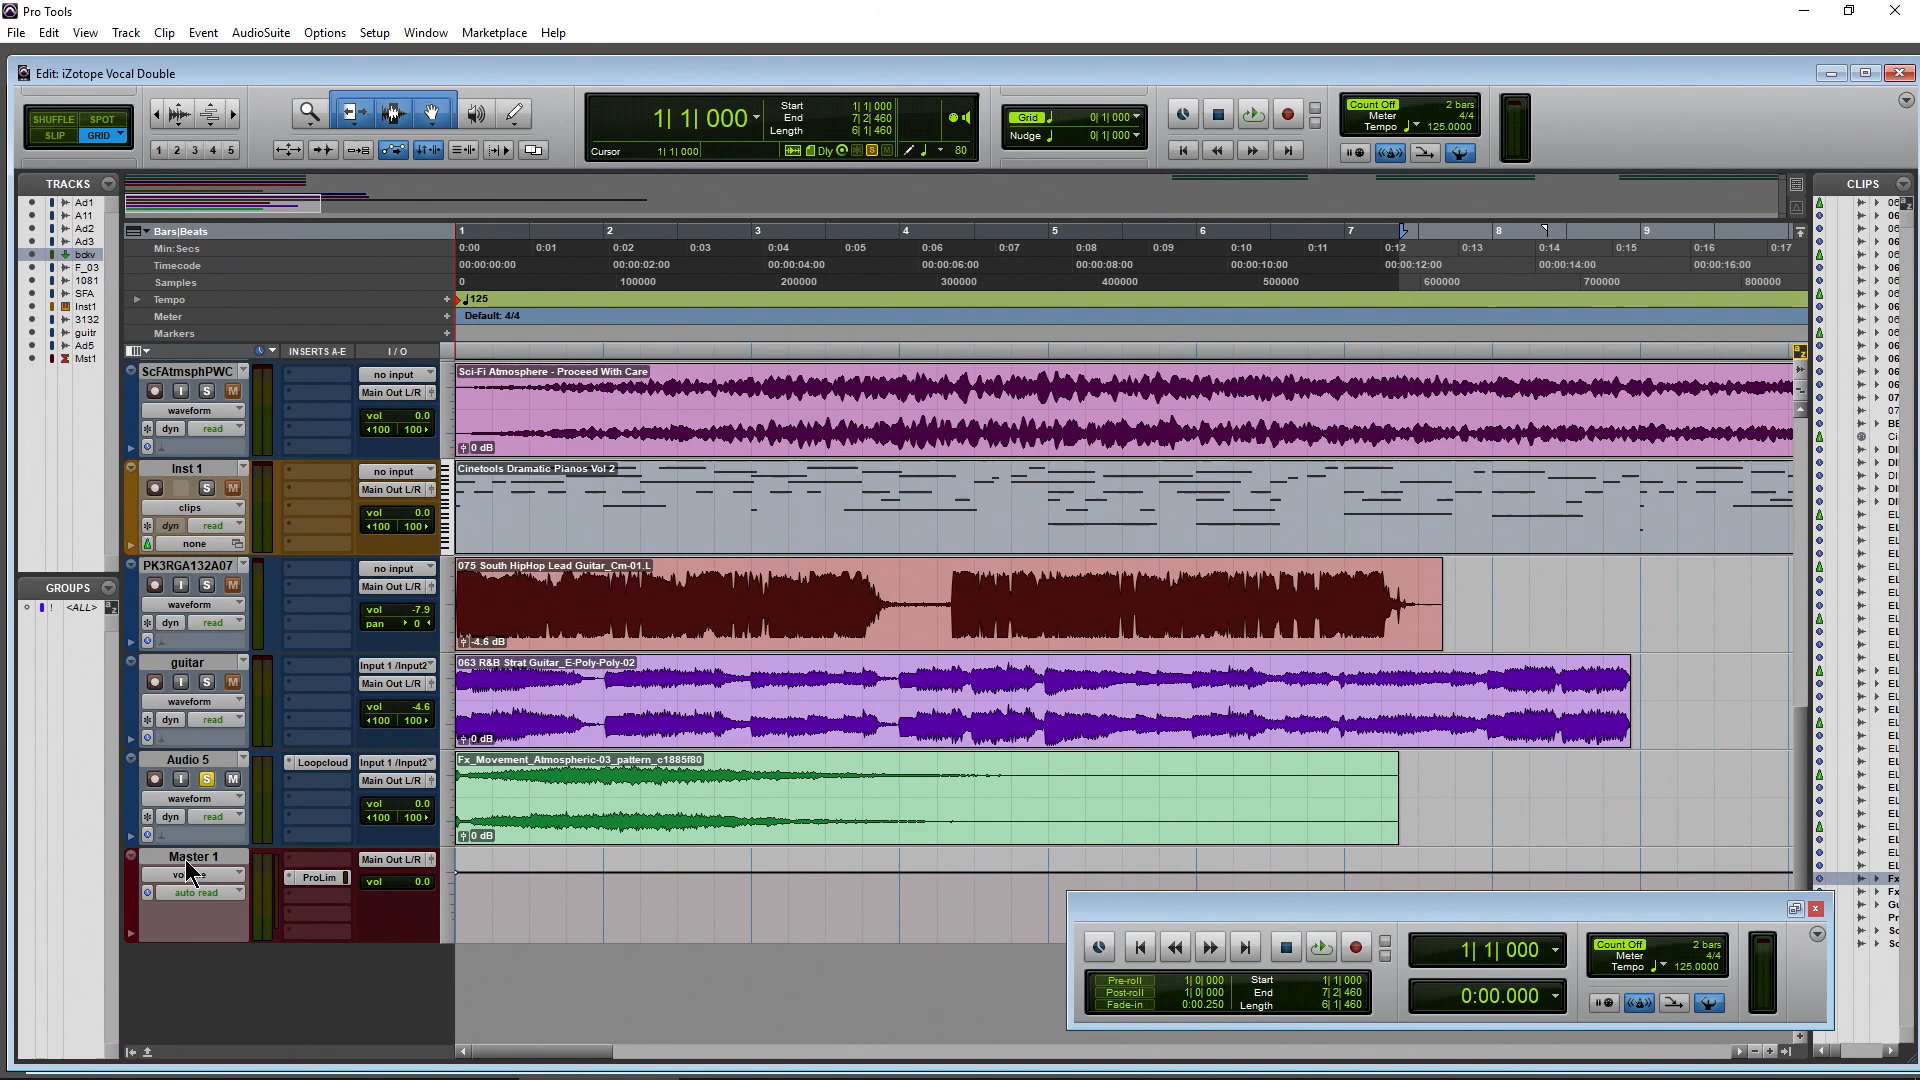 Pro Tools
File Edit View Track Clip Event AudioSuite Options Setup Window Marketplace Help
Edit: iZotope Vocal Double
SHUFFLE SPOT
SLIP GRID
1 2 3 4 5
1| 1| 000
Start 1| 1| 000
End 7| 2| 460
Length 6| 1| 460
Cursor 1| 1| 000
Dly S M 80
Grid 0| 1| 000
Nudge 0| 1| 000
Count Off 2 bars
Meter 4/4
Tempo 125.0000
TRACKS
Ad1
A11
Ad2
Ad3
bckv
F_03
1081
SFA
Inst1
3132
guitr
Ad5
Mst1
GROUPS
! <ALL>
CLIPS
Bars|Beats 1 2 3 4 5 6 7 8 9
Min:Secs 0:00 0:01 0:02 0:03 0:04 0:05 0:06 0:07 0:08 0:09 0:10 0:11 0:12 0:13 0:14 0:15 0:16 0:17
Timecode 00:00:00:00 00:00:02:00 00:00:04:00 00:00:06:00 00:00:08:00 00:00:10:00 00:00:12:00 00:00:14:00 00:00:16:00
Samples 0 100000 200000 300000 400000 500000 600000 700000 800000
Tempo + 125
Meter + Default: 4/4
Markers +
INSERTS A-E I / O
ScFAtmsphPWC no input Sci-Fi Atmosphere - Proceed With Care
I S M Main Out L/R
waveform vol 0.0
dyn read 100 100
0 dB
Inst 1 no input Cinetools Dramatic Pianos Vol 2
S M Main Out L/R
clips vol 0.0
dyn read 100 100
none
PK3RGA132A07 no input 075 South HipHop Lead Guitar_Cm-01.L
I S M Main Out L/R
waveform vol -7.9
dyn read pan 0
-4.6 dB
guitar Input 1 /Input2 063 R&B Strat Guitar_E-Poly-Poly-02
I S M Main Out L/R
waveform vol -4.6
dyn read 100 100
0 dB
Audio 5 Loopcloud Input 1 /Input2 Fx_Movement_Atmospheric-03_pattern_c1885f80
I S M Main Out L/R
waveform vol 0.0
dyn read 100 100
0 dB
Master 1 Main Out L/R
ProLim vol 0.0
auto read
1| 1| 000
0:00.000
Pre-roll 1| 0| 000 Start 1| 1| 000
Post-roll 1| 0| 000 End 7| 2| 460
Fade-in 0:00.250 Length 6| 1| 460
Count Off 2 bars
Meter 4/4
Tempo 125.0000